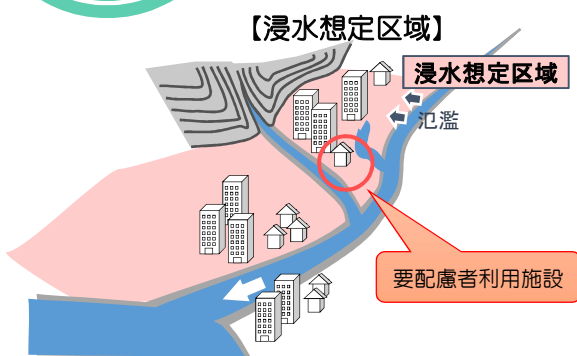 【浸水想定区域】
浸水想定区域
氾濫
要配慮者利用施設